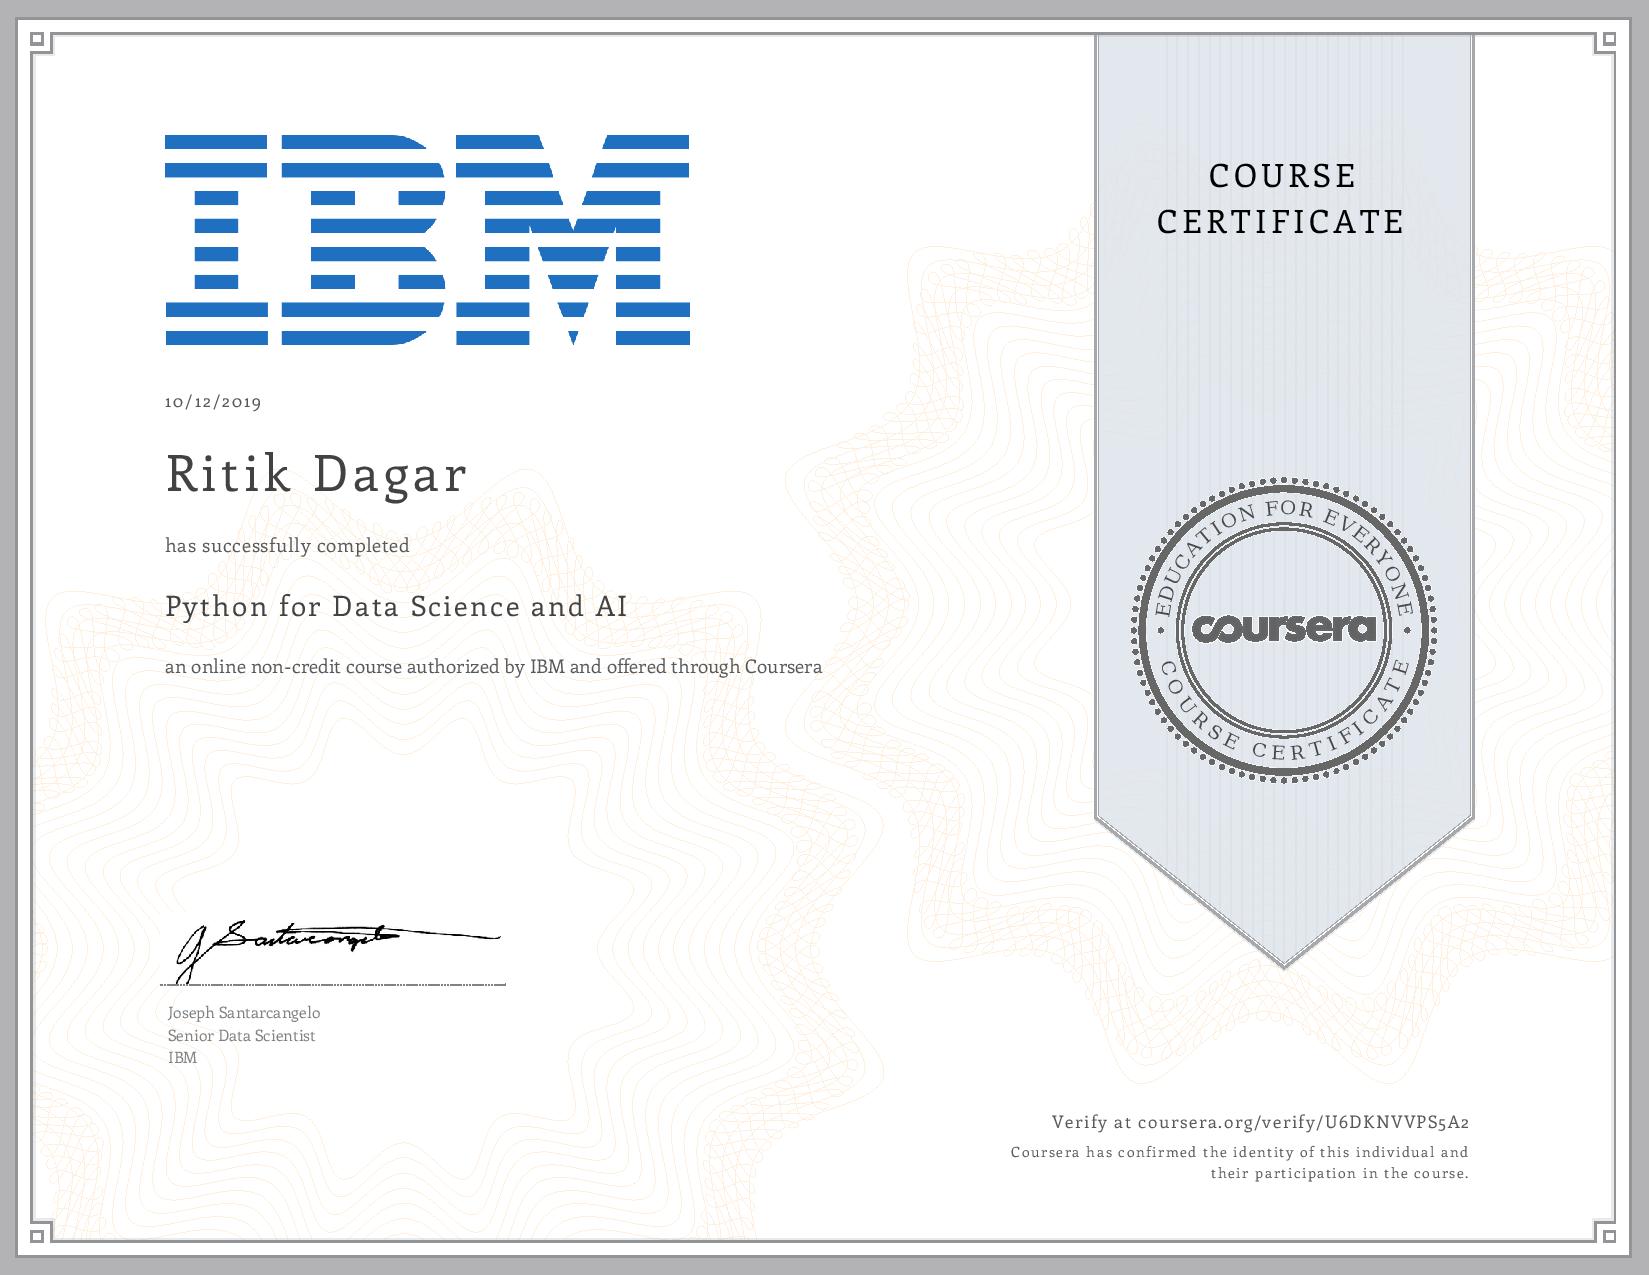 IBM
COURSE
CERTIFICATE
10/12/2019
Ritik Dagar
has successfully completed
Python for Data Science and AI
an online non-credit course authorized by IBM and offered through Coursera
EDUCATION FOR EVERYONE
coursera
COURSE CERTIFICATE
J Santarcangelo
Joseph Santarcangelo
Senior Data Scientist
IBM
Verify at coursera.org/verify/U6DKNVVPS5A2
Coursera has confirmed the identity of this individual and
their participation in the course.